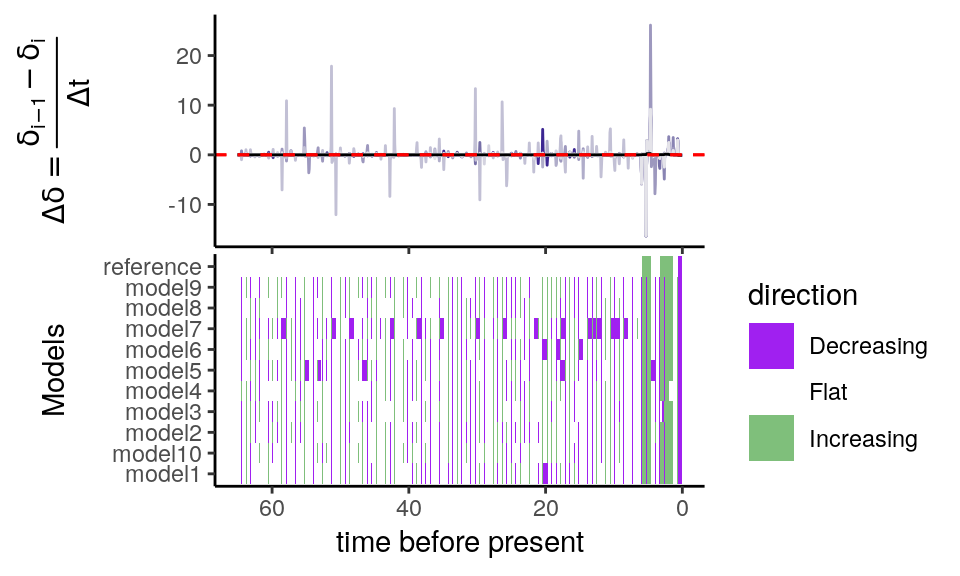 Δδ = δi−1 − δi
Δt
20
10
0
-10
reference
model9
model8
model7
model6
model5
model4
model3
model2
model10
model1
Models
60 40 20 0
time before present
direction
Decreasing
Flat
Increasing